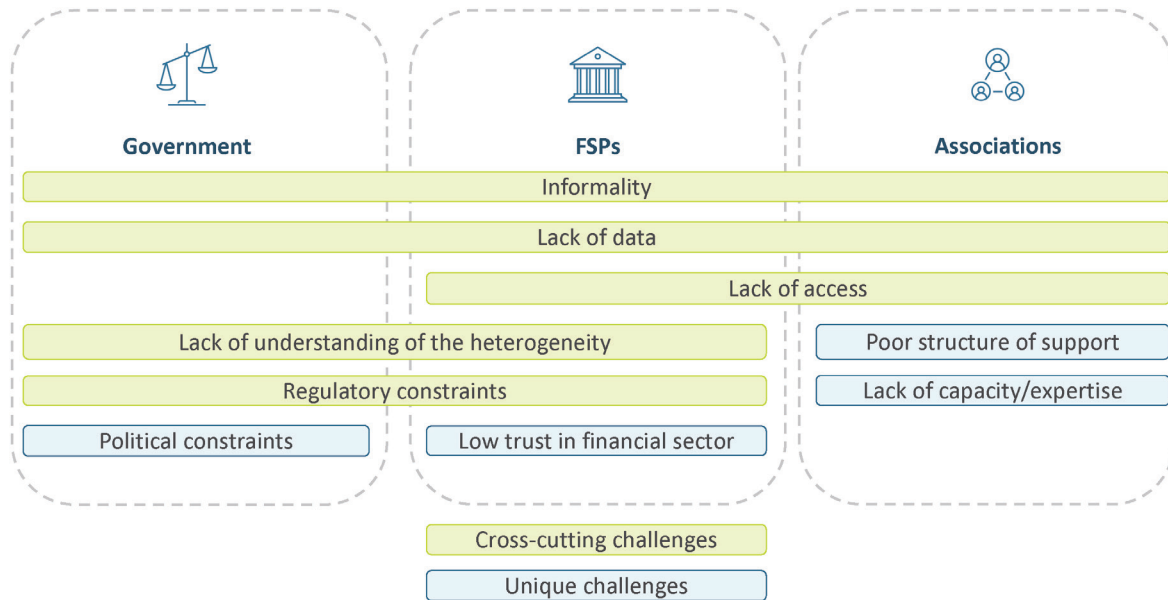 Government
FSPs
Associations
Informality
Lack of data
Lack of access
Lack of understanding of the heterogeneity
Poor structure of support
Regulatory constraints
Lack of capacity/expertise
Political constraints
Low trust in financial sector
Cross-cutting challenges
Unique challenges